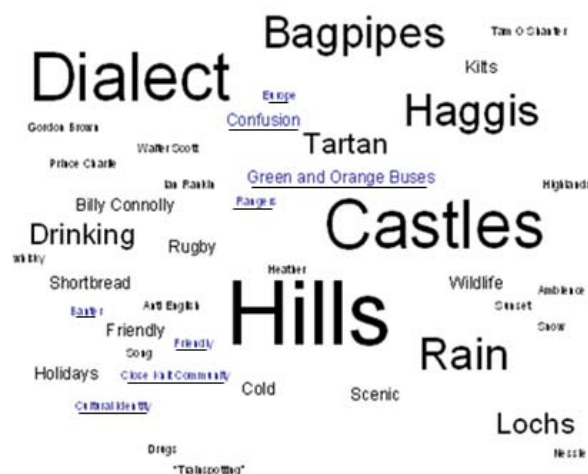 Bagpipes
Tam O Shanter
Dialect
Kilts
Europe
Haggis
Confusion
Gordon Brown
Tartan
Walter Scott
Prince Charlie
Green and Orange Buses
Ian Rankin
Highlands
Billy Connolly
Rangers
Castles
Drinking
Rugby
Whisky
Heather
Shortbread
Wildlife
Ambience
Anti English
Sunset
Banter
Hills
Friendly
Snow
Friendly
Song
Rain
Holidays
Close Knit Community
Cold
Scenic
Cultural Identity
Lochs
Drugs
Nessie
"Trainspotting"